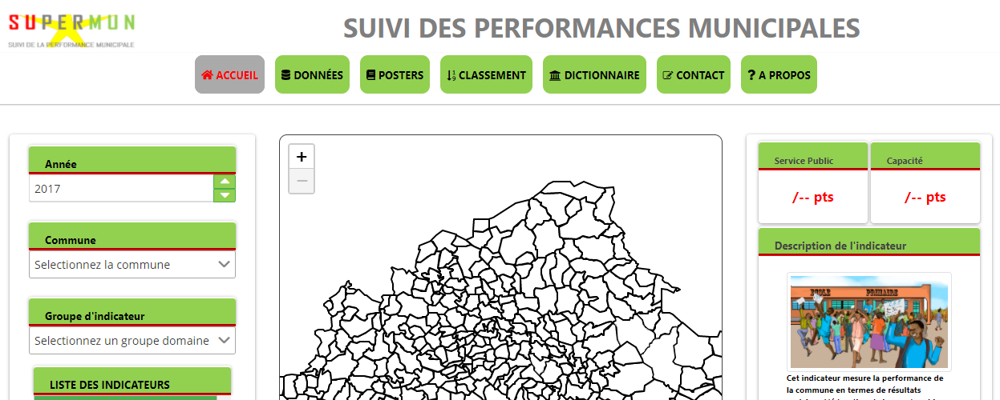 SUPERMUN
SUIVI DE LA PERFORMANCE MUNICIPALE
SUIVI DES PERFORMANCES MUNICIPALES
ACCUEIL
DONNÉES
POSTERS
CLASSEMENT
DICTIONNAIRE
CONTACT
A PROPOS
Année
2017
Commune
Selectionnez la commune
Groupe d'indicateur
Selectionnez un groupe domaine
LISTE DES INDICATEURS
+
−
Service Public
/-- pts
Capacité
/-- pts
Description de l'indicateur
ECOLE PRIMAIRE
Cet indicateur mesure la performance de
la commune en termes de résultats